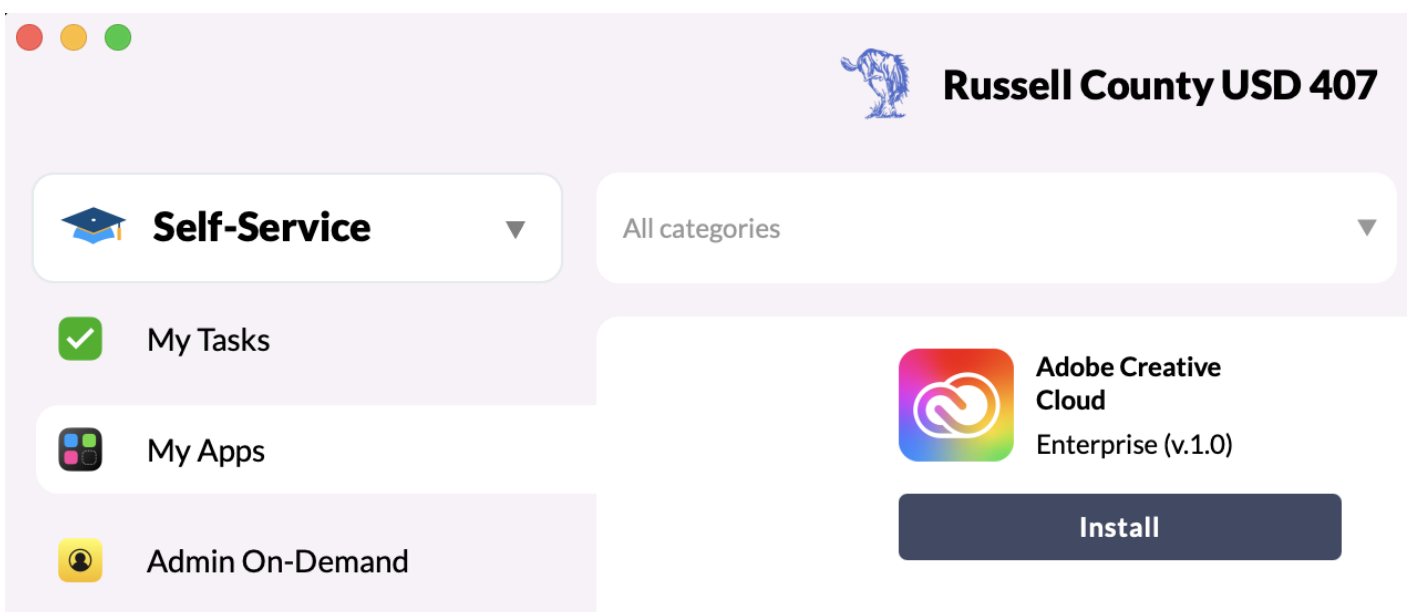 Russell County USD 407
Self-Service
All categories
My Tasks
My Apps
Admin On-Demand
Adobe Creative
Cloud
Enterprise (v.1.0)
Install